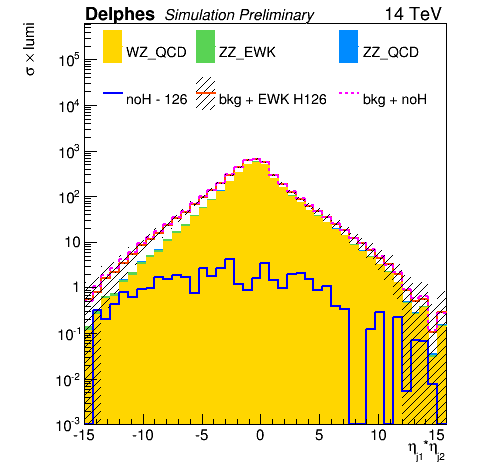 Delphes Simulation Preliminary 14 TeV
σ × lumi
WZ_QCD ZZ_EWK ZZ_QCD
noH - 126 bkg + EWK H126 bkg + noH
10^5
10^4
10^3
10^2
10
1
10^-1
10^-2
10^-3
-15 -10 -5 0 5 10 15
η_j1*η_j2